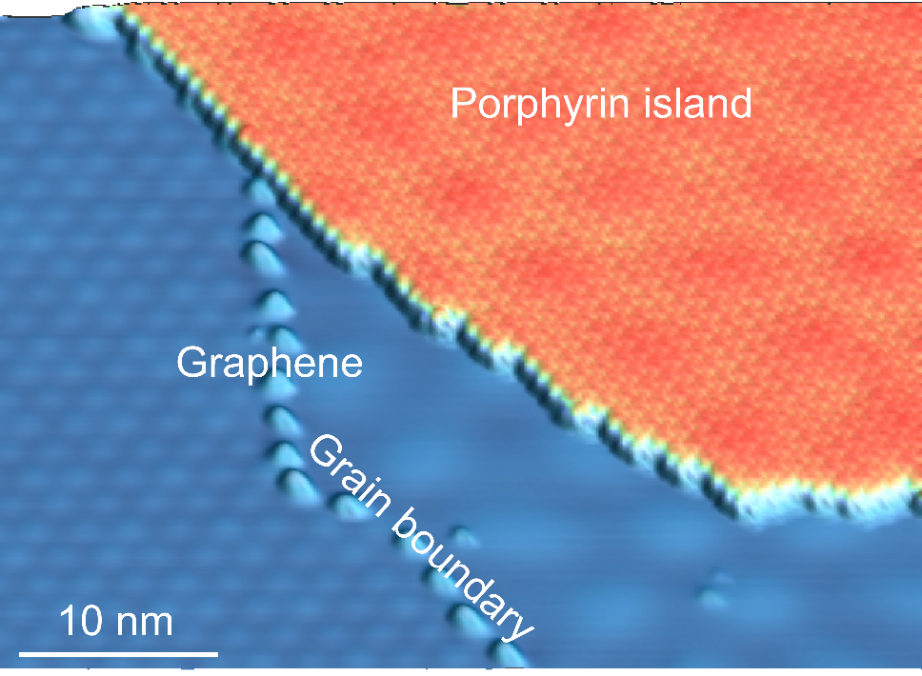 Porphyrin island
Graphene
Grain boundary
10 nm